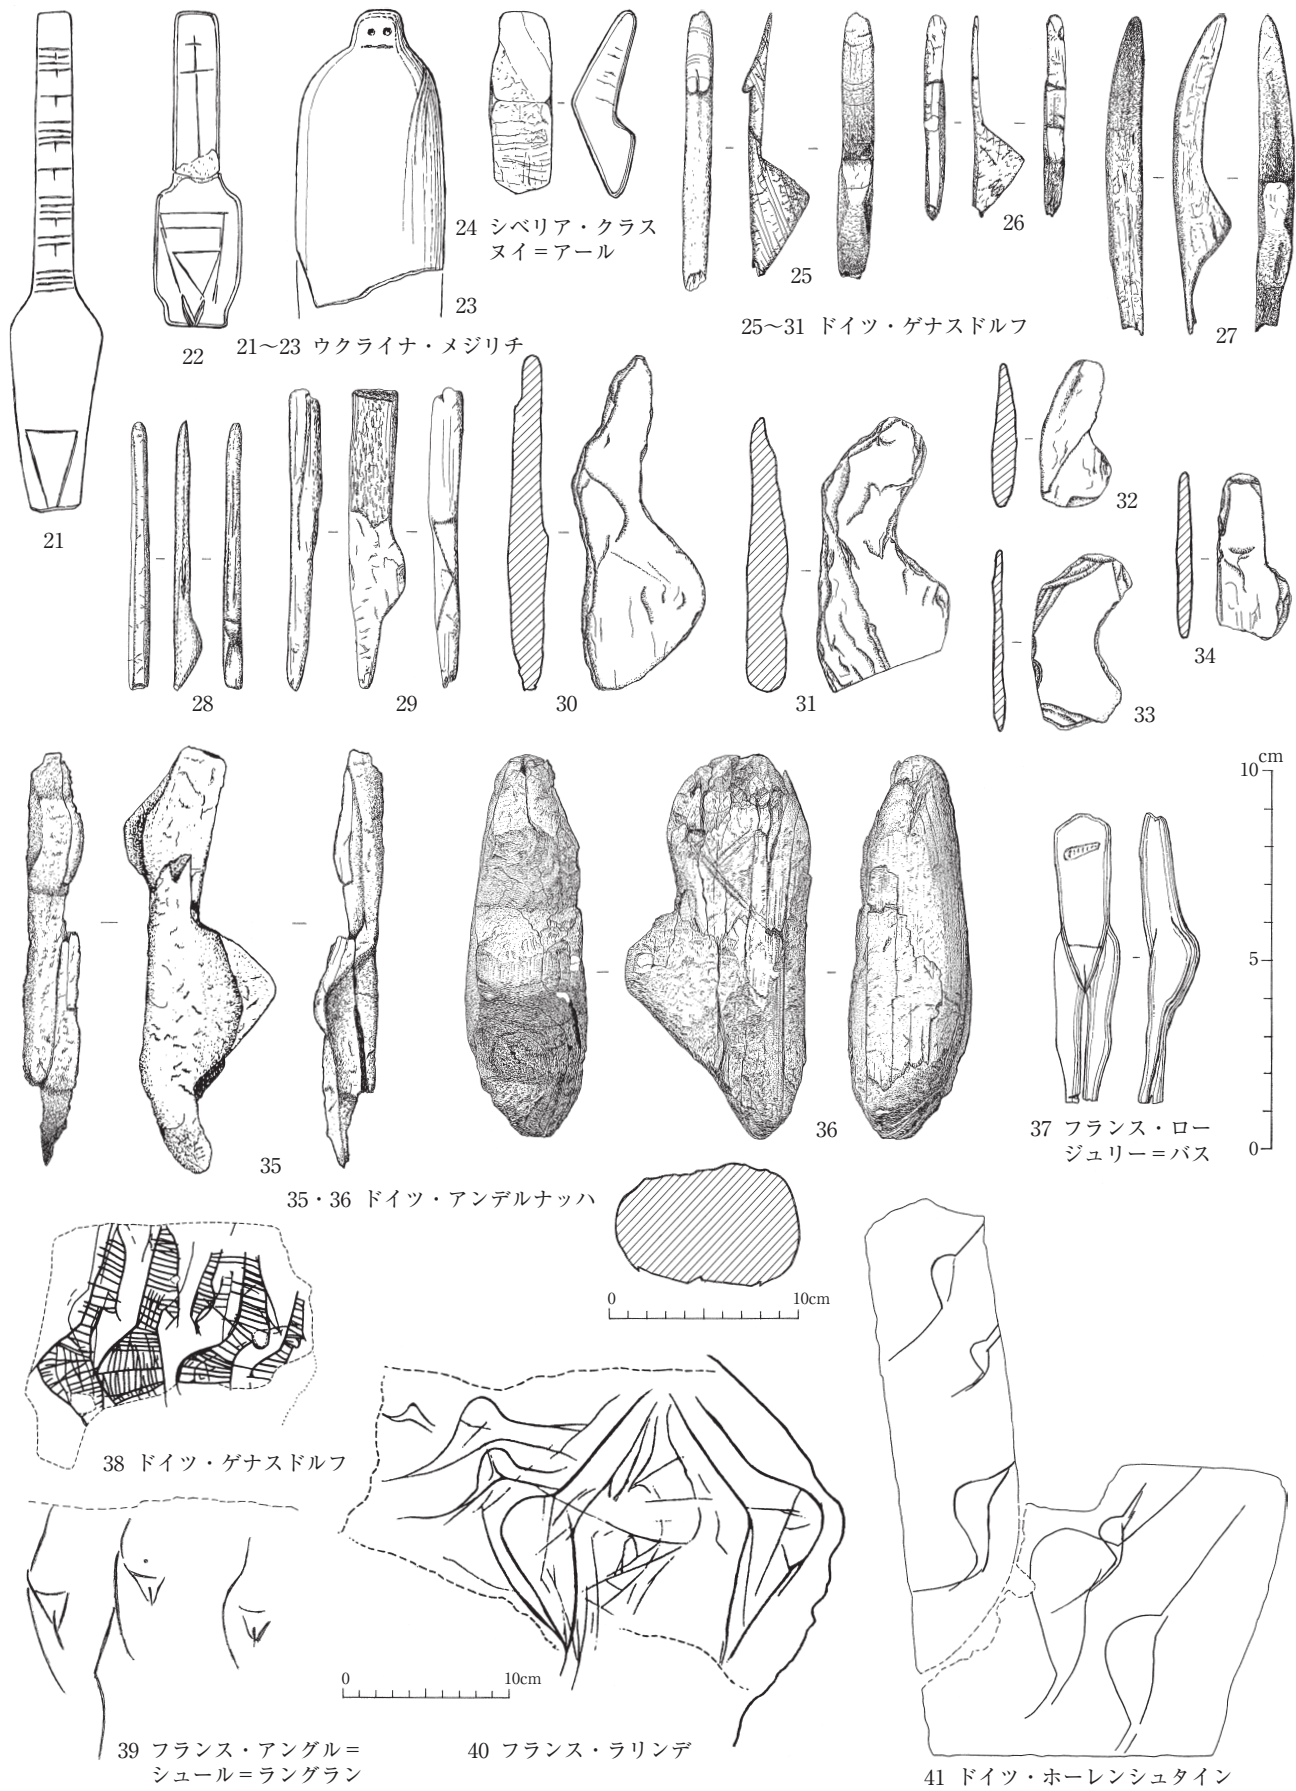 24 シベリア・クラス
ヌイ＝アール
26
25
23
25～31 ドイツ・ゲナスドルフ
27
22
21～23 ウクライナ・メジリチ
21
32
34
28
29
30
31
33
10 cm
5
0
37 フランス・ロー
ジュリー＝バス
36
35
35・36 ドイツ・アンデルナッハ
0 10cm
38 ドイツ・ゲナスドルフ
0 10cm
39 フランス・アングル＝
シュール＝ラングラン
40 フランス・ラリンデ
41 ドイツ・ホーレンシュタイン